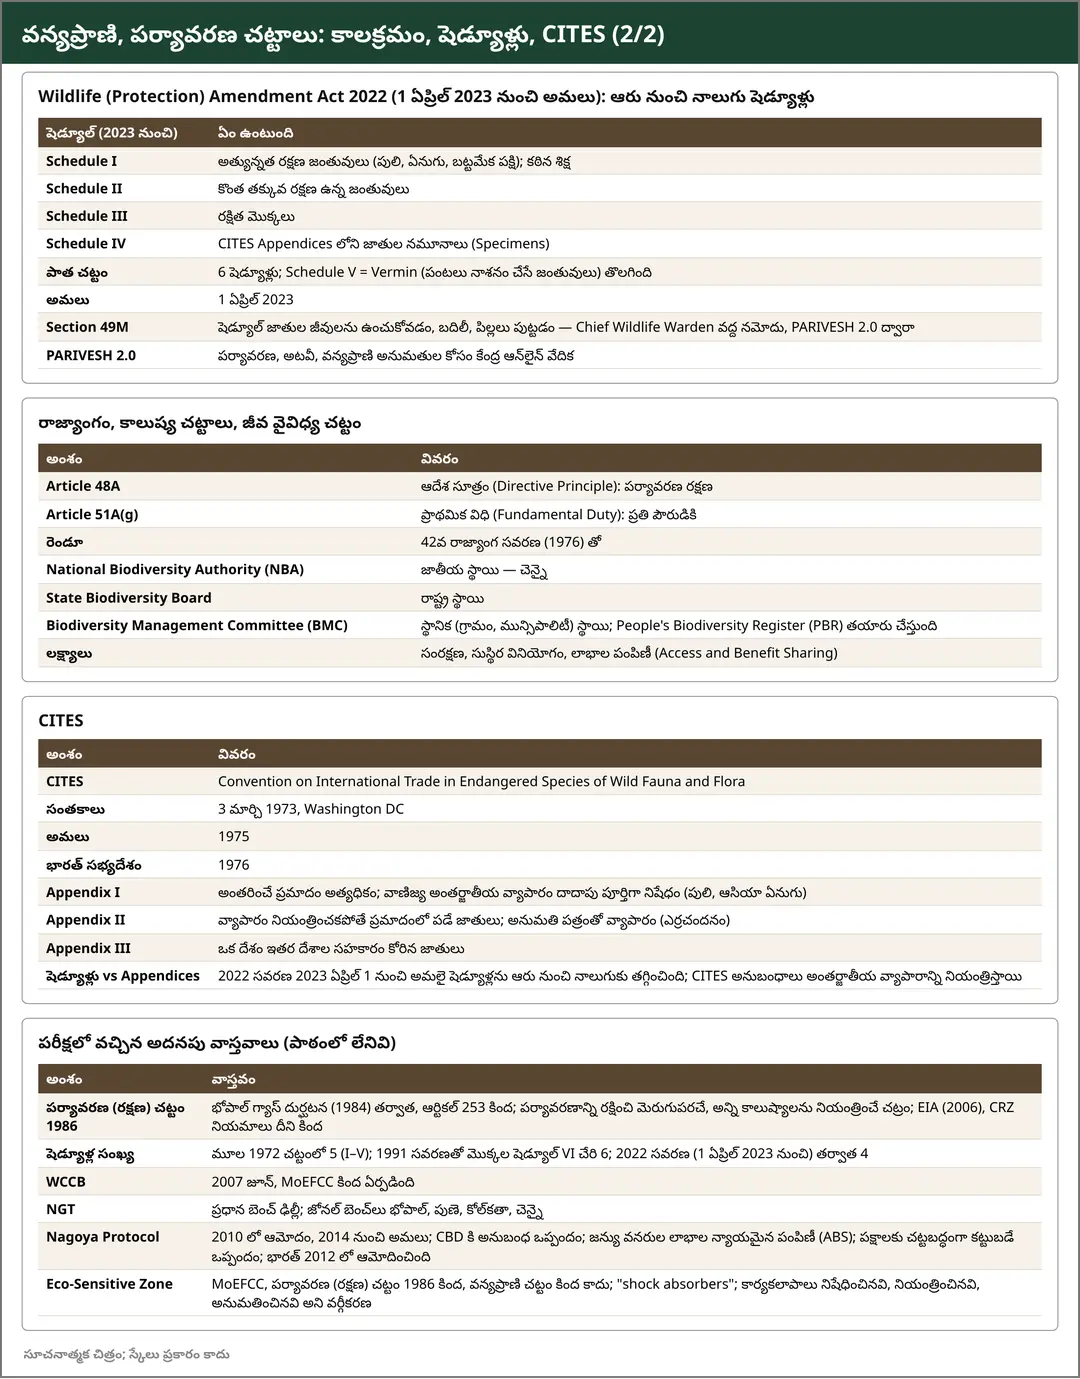 వన్యప్రాణి, పర్యావరణ చట్టాలు: కాలక్రమం, షెడ్యూళ్లు, CITES (2/2)
Wildlife (Protection) Amendment Act 2022 (1 ఏప్రిల్ 2023 నుంచి అమలు): ఆరు నుంచి నాలుగు షెడ్యూళ్లు
షెడ్యూల్ (2023 నుంచి) ఏం ఉంటుంది
Schedule I అత్యున్నత రక్షణ జంతువులు (పులి, ఏనుగు, బట్టమేక పక్షి); కఠిన శిక్ష
Schedule II కొంత తక్కువ రక్షణ ఉన్న జంతువులు
Schedule III రక్షిత మొక్కలు
Schedule IV CITES Appendices లోని జాతుల నమూనాలు (Specimens)
పాత చట్టం 6 షెడ్యూళ్లు; Schedule V = Vermin (పంటలు నాశనం చేసే జంతువులు) తొలగింది
అమలు 1 ఏప్రిల్ 2023
Section 49M షెడ్యూల్ జాతుల జీవులను ఉంచుకోవడం, బదిలీ, పిల్లలు పుట్టడం — Chief Wildlife Warden వద్ద నమోదు, PARIVESH 2.0 ద్వారా
PARIVESH 2.0 పర్యావరణ, అటవీ, వన్యప్రాణి అనుమతుల కోసం కేంద్ర ఆన్‌లైన్ వేదిక
రాజ్యాంగం, కాలుష్య చట్టాలు, జీవ వైవిధ్య చట్టం
అంశం వివరం
Article 48A ఆదేశ సూత్రం (Directive Principle): పర్యావరణ రక్షణ
Article 51A(g) ప్రాథమిక విధి (Fundamental Duty): ప్రతి పౌరుడికి
రెండూ 42వ రాజ్యాంగ సవరణ (1976) తో
National Biodiversity Authority (NBA) జాతీయ స్థాయి — చెన్నై
State Biodiversity Board రాష్ట్ర స్థాయి
Biodiversity Management Committee (BMC) స్థానిక (గ్రామం, మున్సిపాలిటీ) స్థాయి; People's Biodiversity Register (PBR) తయారు చేస్తుంది
లక్ష్యాలు సంరక్షణ, సుస్థిర వినియోగం, లాభాల పంపిణీ (Access and Benefit Sharing)
CITES
అంశం వివరం
CITES Convention on International Trade in Endangered Species of Wild Fauna and Flora
సంతకాలు 3 మార్చి 1973, Washington DC
అమలు 1975
భారత్ సభ్యదేశం 1976
Appendix I అంతరించే ప్రమాదం అత్యధికం; వాణిజ్య అంతర్జాతీయ వ్యాపారం దాదాపు పూర్తిగా నిషేధం (పులి, ఆసియా ఏనుగు)
Appendix II వ్యాపారం నియంత్రించకపోతే ప్రమాదంలో పడే జాతులు; అనుమతి పత్రంతో వ్యాపారం (ఎర్రచందనం)
Appendix III ఒక దేశం ఇతర దేశాల సహకారం కోరిన జాతులు
షెడ్యూళ్లు vs Appendices 2022 సవరణ 2023 ఏప్రిల్ 1 నుంచి అమలై షెడ్యూళ్లను ఆరు నుంచి నాలుగుకు తగ్గించింది; CITES అనుబంధాలు అంతర్జాతీయ వ్యాపారాన్ని నియంత్రిస్తాయి
పరీక్షలో వచ్చిన అదనపు వాస్తవాలు (పాఠంలో లేనివి)
అంశం వాస్తవం
పర్యావరణ (రక్షణ) చట్టం భోపాల్ గ్యాస్ దుర్ఘటన (1984) తర్వాత, ఆర్టికల్ 253 కింద; పర్యావరణాన్ని రక్షించి మెరుగుపరచే, అన్ని కాలుష్యాలను నియంత్రించే చట్రం; EIA (2006), CRZ
1986 నియమాలు దీని కింద
షెడ్యూళ్ల సంఖ్య మూల 1972 చట్టంలో 5 (I–V); 1991 సవరణతో మొక్కల షెడ్యూల్ VI చేరి 6; 2022 సవరణ (1 ఏప్రిల్ 2023 నుంచి) తర్వాత 4
WCCB 2007 జూన్, MoEFCC కింద ఏర్పడింది
NGT ప్రధాన బెంచ్ ఢిల్లీ; జోనల్ బెంచ్‌లు భోపాల్, పుణె, కోల్‌కతా, చెన్నై
Nagoya Protocol 2010 లో ఆమోదం, 2014 నుంచి అమలు; CBD కి అనుబంధ ఒప్పందం; జన్యు వనరుల లాభాల న్యాయమైన పంపిణీ (ABS); పక్షాలకు చట్టబద్ధంగా కట్టుబడే
ఒప్పందం; భారత్ 2012 లో ఆమోదించింది
Eco-Sensitive Zone MoEFCC, పర్యావరణ (రక్షణ) చట్టం 1986 కింద, వన్యప్రాణి చట్టం కింద కాదు; "shock absorbers"; కార్యకలాపాలు నిషేధించినవి, నియంత్రించినవి,
అనుమతించినవి అని వర్గీకరణ
సూచనాత్మక చిత్రం; స్కేలు ప్రకారం కాదు